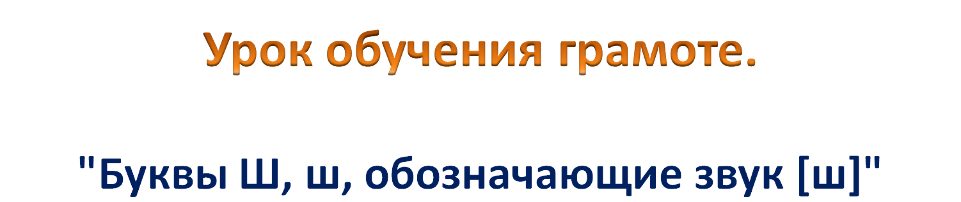 Урок обучения грамоте.
"Буквы Ш, ш, обозначающие звук [ш]"